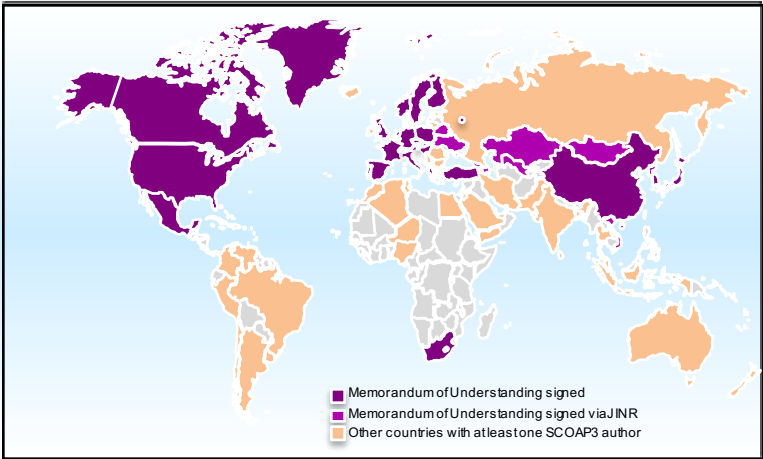 Memorandum of Understanding signed
Memorandum of Understanding signed via JINR
Other countries with at least one SCOAP3 author